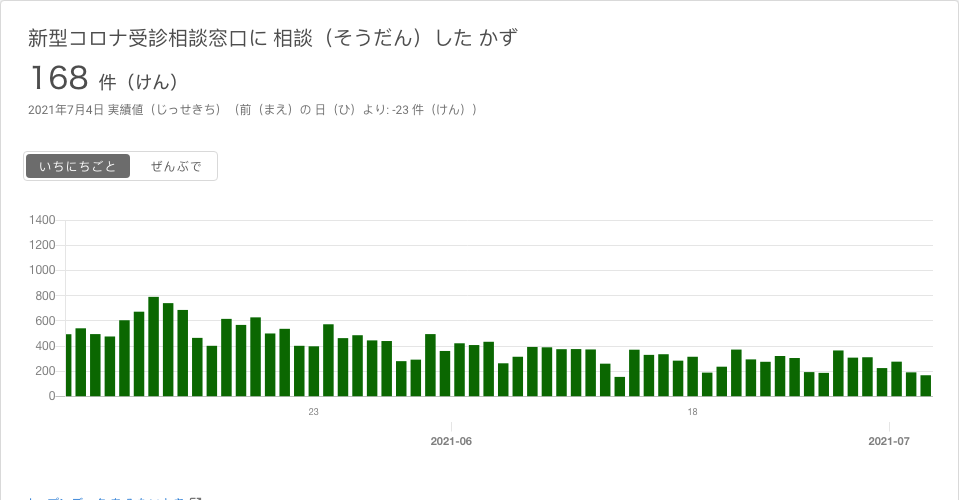 新型コロナ受診相談窓口に 相談（そうだん）した かず
168 件（けん）
2021年7月4日 実績値（じっせきち）（前（まえ）の 日（ひ）より: -23 件（けん））
いちにちごと ぜんぶで
1400
1200
1000
800
600
400
200
0
23 18
2021-06 2021-07